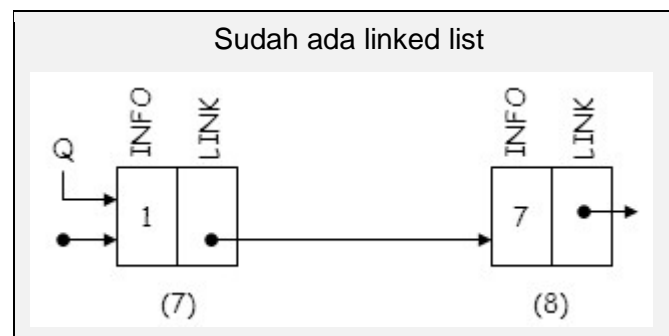 Sudah ada linked list
INFO LINK INFO LINK
Q
1 7
(7) (8)